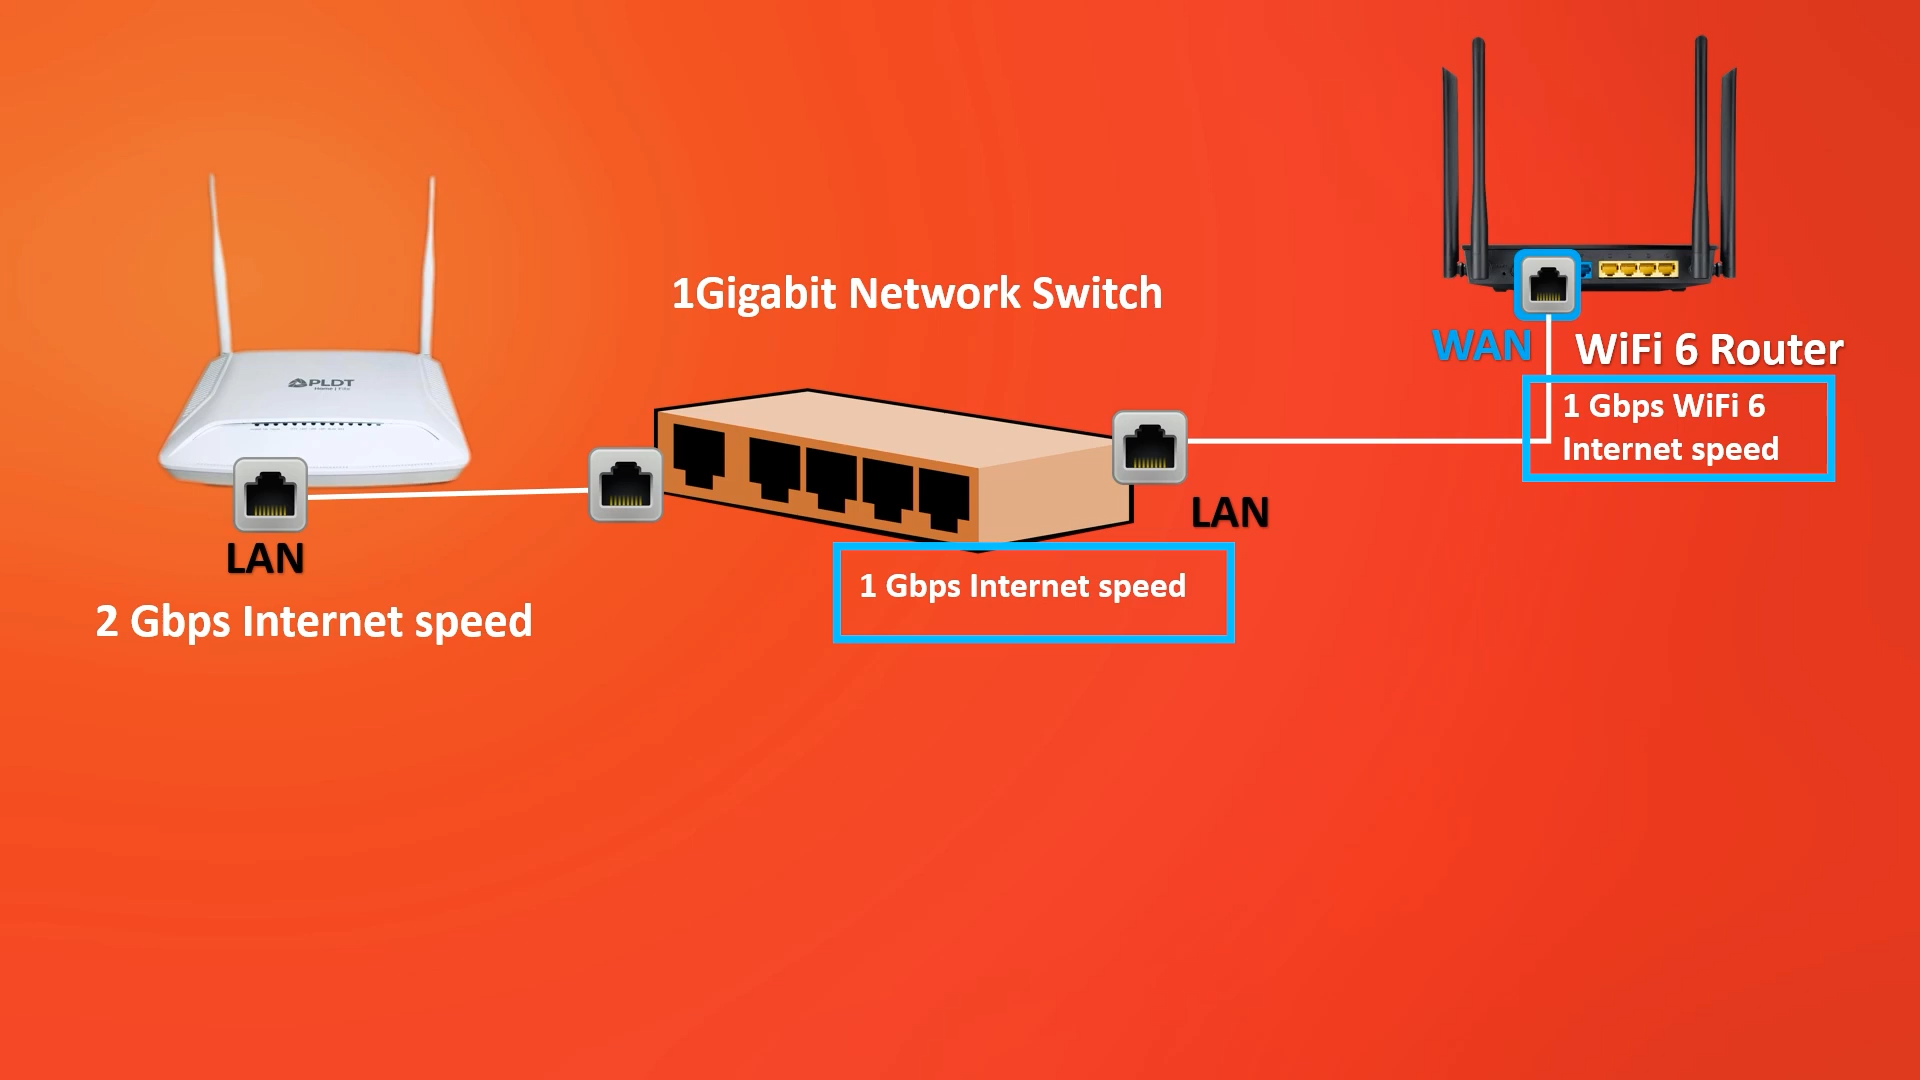 1Gigabit Network Switch
WAN
WiFi 6 Router
PLDT
1 Gbps WiFi 6
Internet speed
LAN
LAN
1 Gbps Internet speed
2 Gbps Internet speed